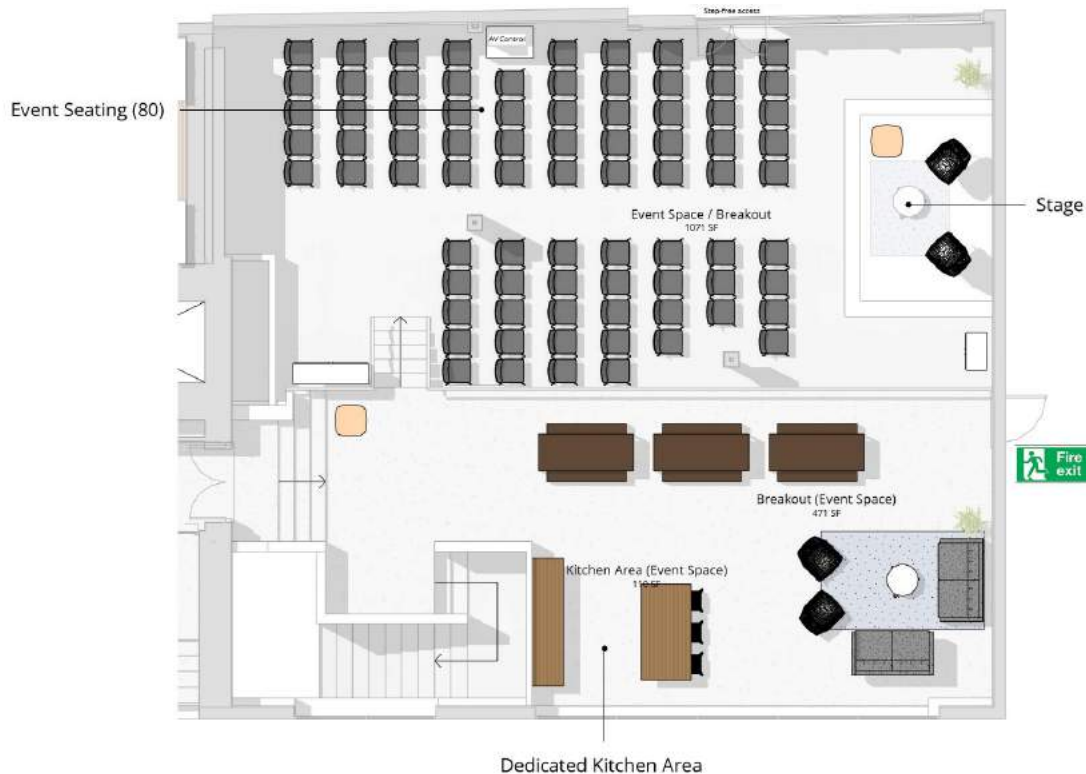 Step-free access
AV Control
Event Seating (80)
Event Space / Breakout
1071 SF
Stage
Fire
exit
Breakout (Event Space)
471 SF
Kitchen Area (Event Space)
SF
Dedicated Kitchen Area